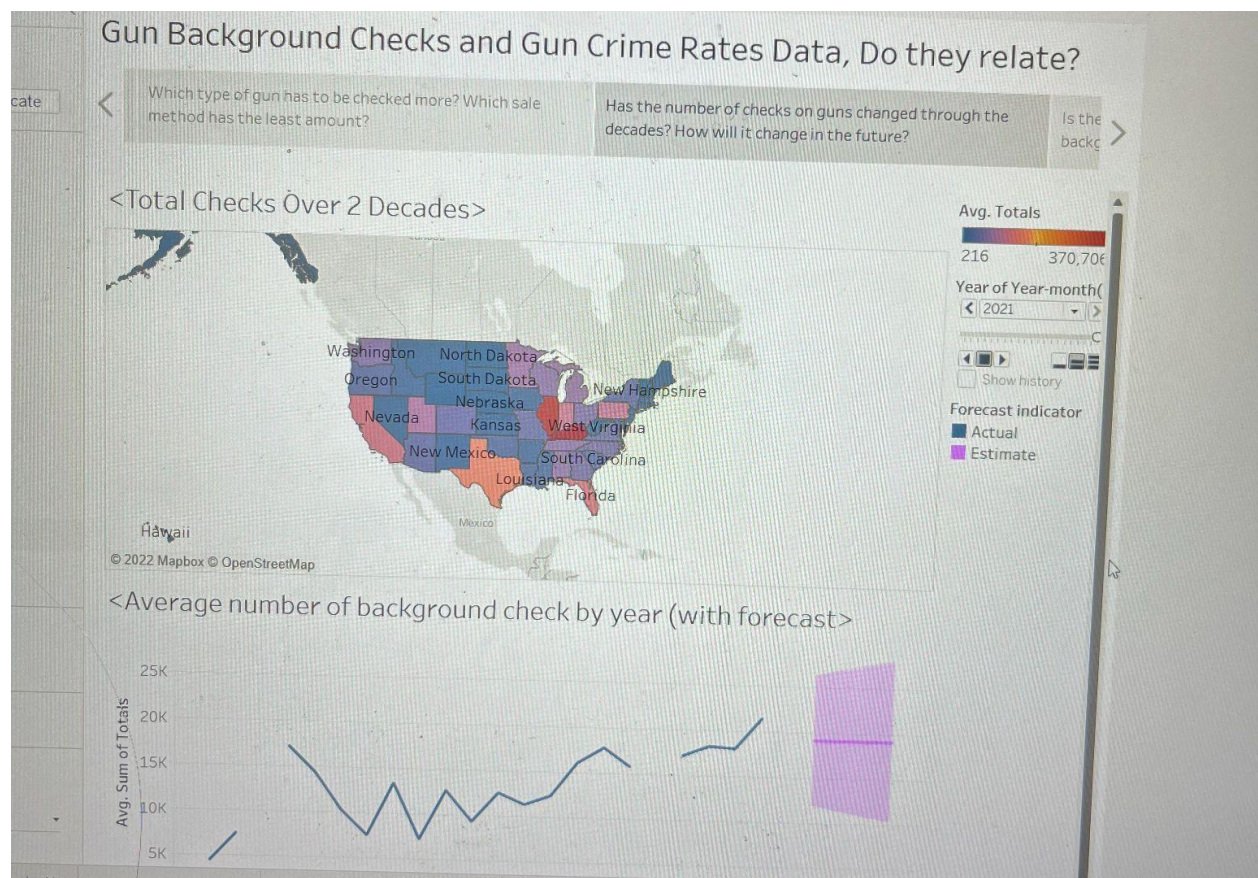 Gun Background Checks and Gun Crime Rates Data, Do they relate?
cate
Which type of gun has to be checked more? Which sale
method has the least amount?
Has the number of checks on guns changed through the
decades? How will it change in the future?
Is the
backg
<Total Checks Over 2 Decades>
Avg. Totals
216
370,706
Year of Year-month(
2021
Show history
Forecast indicator
Actual
Estimate
Washington
North Dakota
Oregon
South Dakota
New Hampshire
Nebraska
Nevada
Kansas
West Virginia
New Mexico
South Carolina
Louisiana
Florida
Mexico
Hawaii
© 2022 Mapbox © OpenStreetMap
<Average number of background check by year (with forecast>
Avg. Sum of Totals
25K
20K
15K
10K
5K